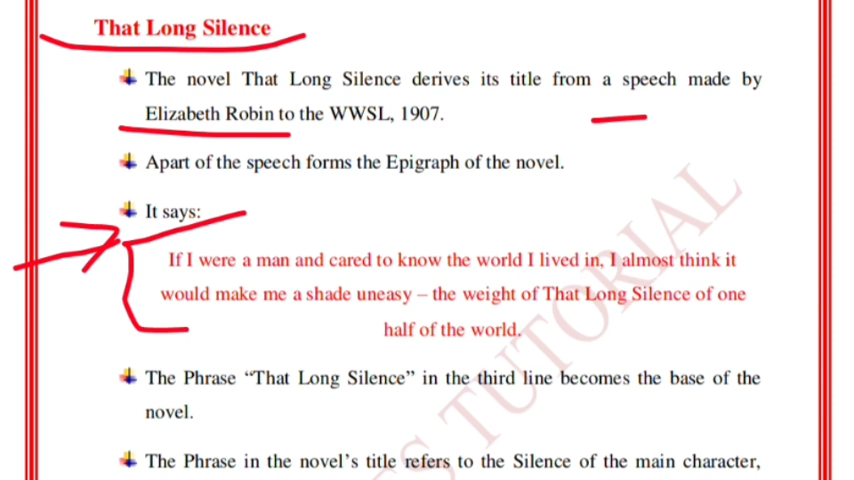 That Long Silence
The novel That Long Silence derives its title from a speech made by
Elizabeth Robin to the WWSL, 1907.
Apart of the speech forms the Epigraph of the novel.
It says:
If I were a man and cared to know the world I lived in, I almost think it
would make me a shade uneasy – the weight of That Long Silence of one
half of the world.
The Phrase “That Long Silence” in the third line becomes the base of the
novel.
The Phrase in the novel’s title refers to the Silence of the main character,
TUTORIAL